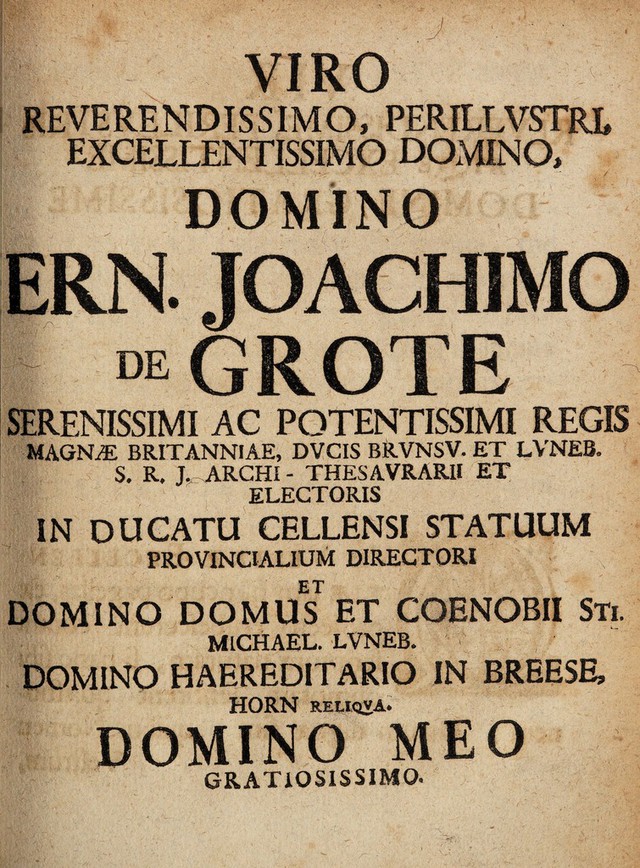 VIRO
REVERENDISSIMO, PERILLVSTRI,
EXCELLENTISSIMO DOMINO,
DOMINO
ERN. JOACHIMO
DE GROTE
SERENISSIMI AC POTENTISSIMI REGIS
MAGNÆ BRITANNIAE, DVCIS BRVNSV. ET LVNEB.
S. R. J. ARCHI - THESAVRARII ET
ELECTORIS
IN DUCATU CELLENSI STATUUM
PROVINCIALIUM DIRECTORI
ET
DOMINO DOMUS ET COENOBII STI.
MICHAEL. LVNEB.
DOMINO HAEREDITARIO IN BREESE,
HORN RELIQVA.
DOMINO MEO
GRATIOSISSIMO.